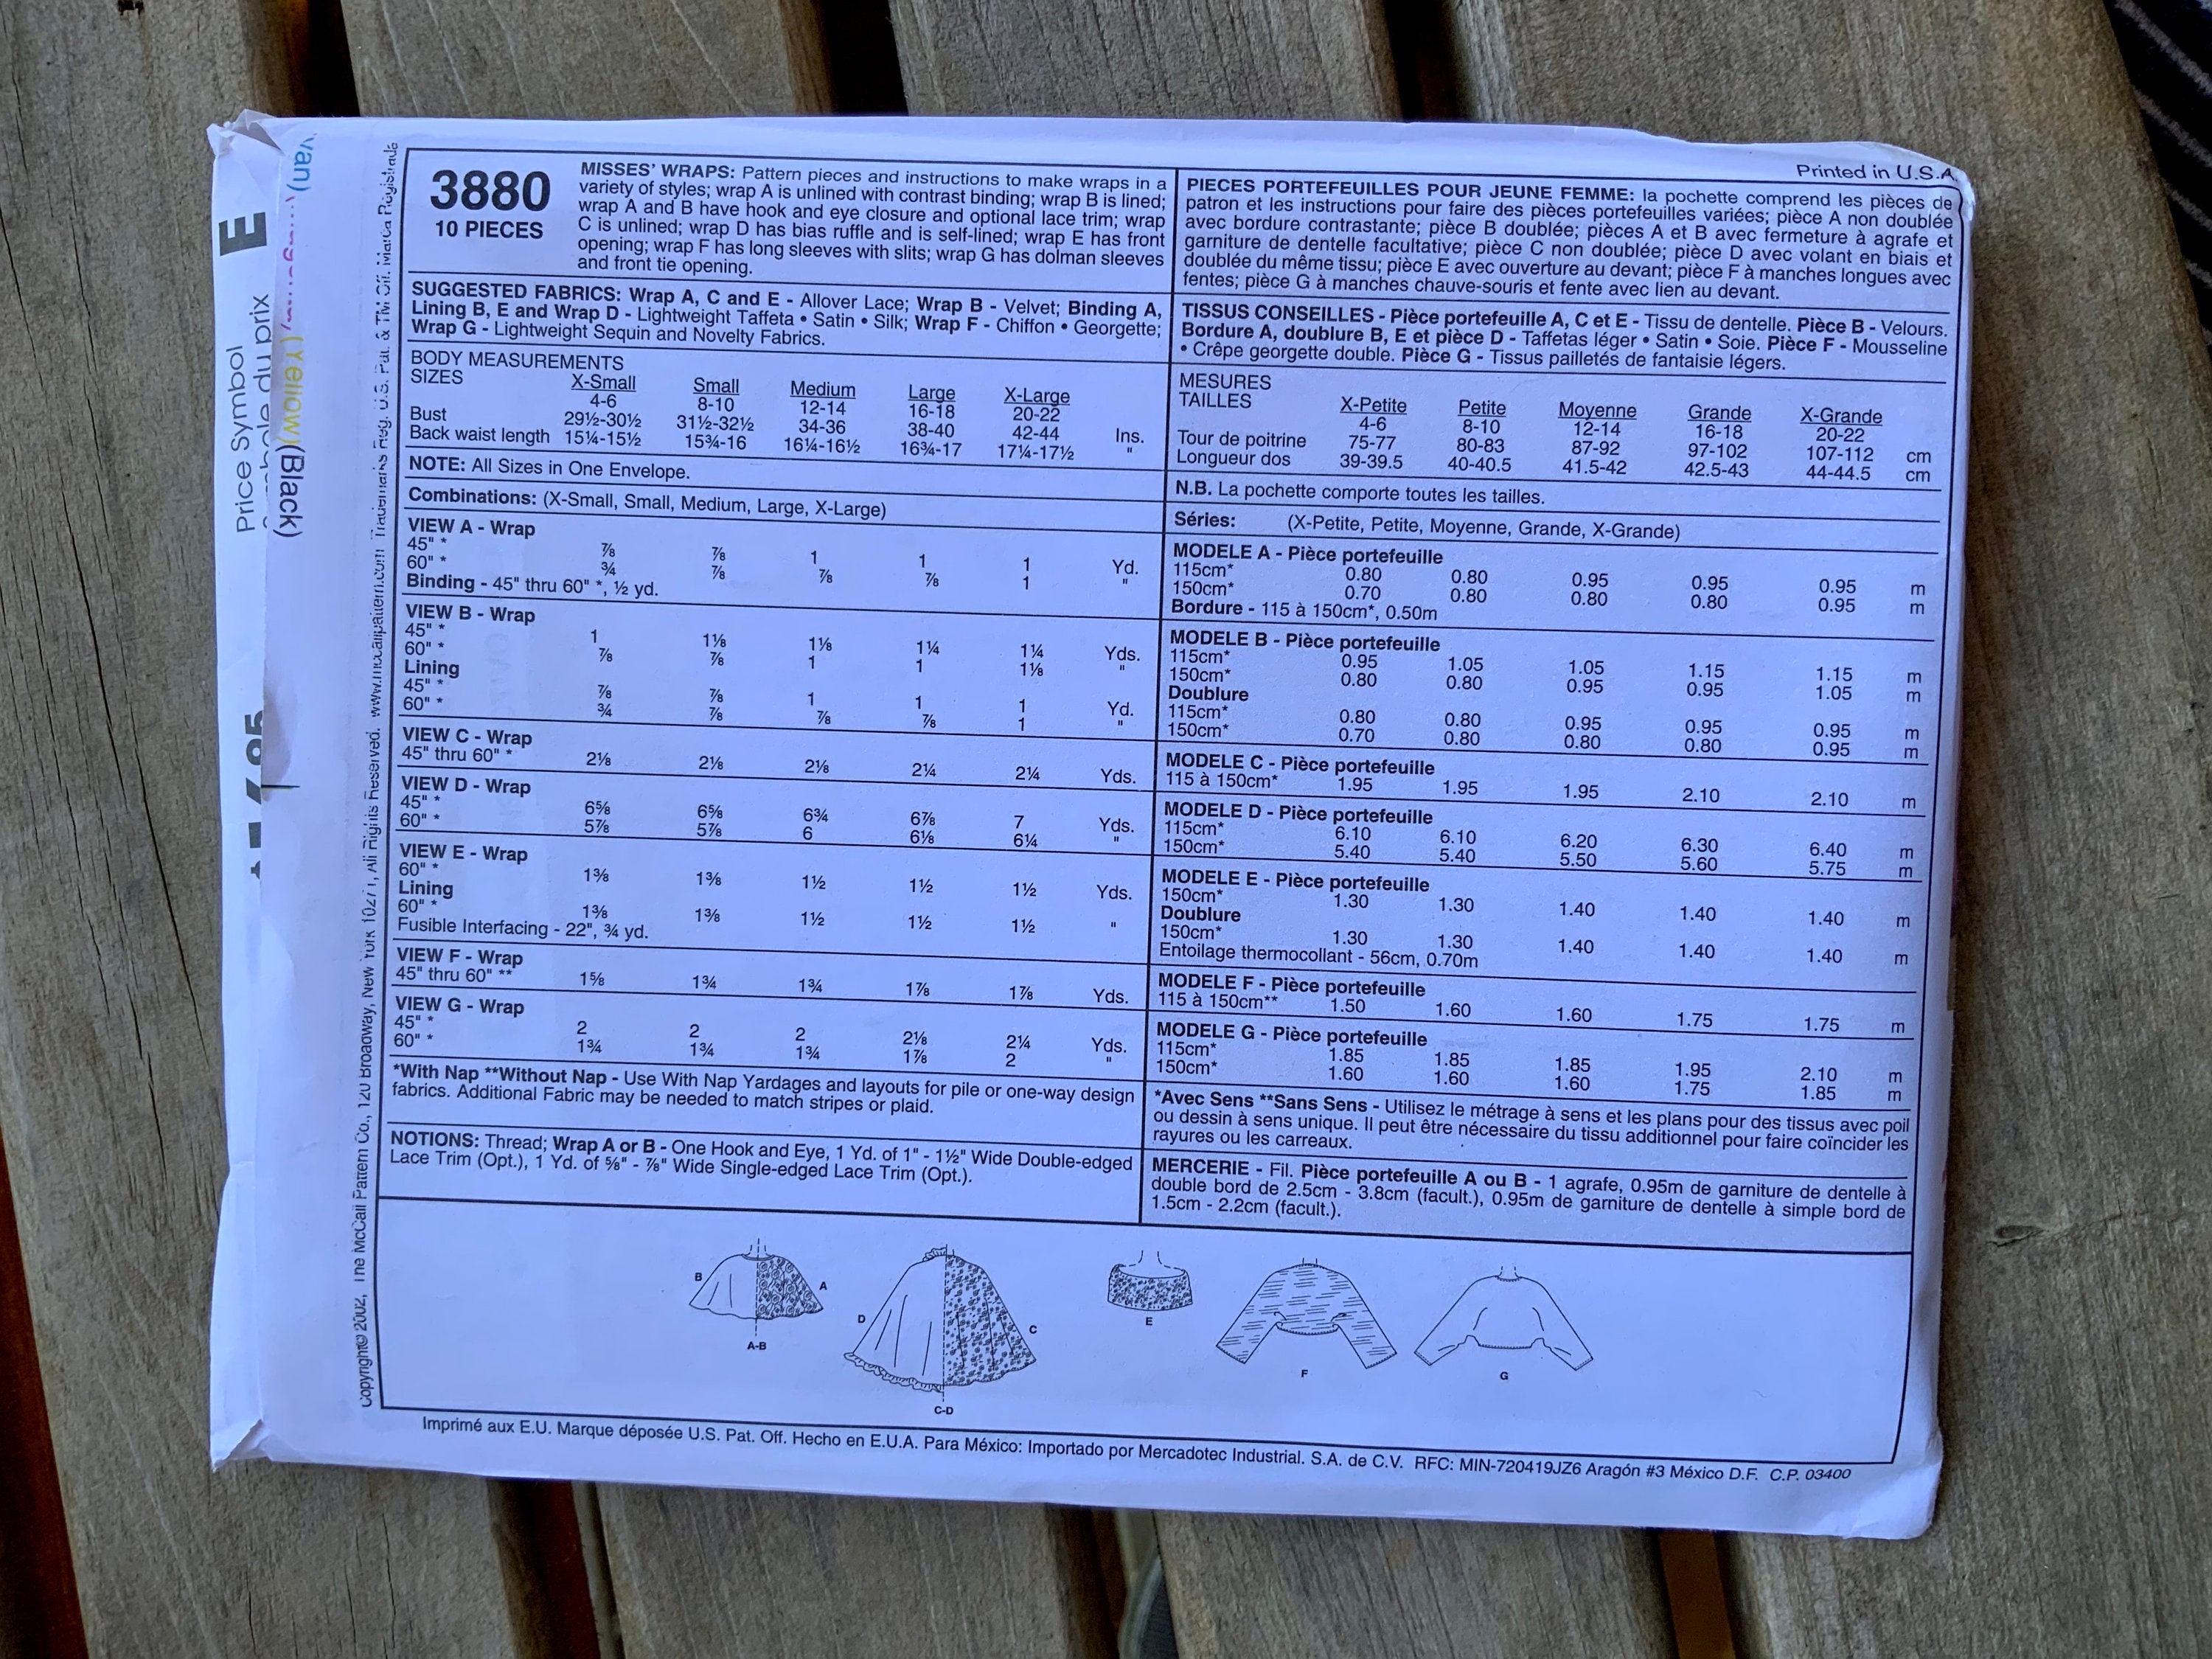 Printed in U.S.A.
3880
10 PIECES
MISSES' WRAPS: Pattern pieces and instructions to make wraps in a
variety of styles; wrap A is unlined with contrast binding; wrap B is lined;
wrap A and B have hook and eye closure and optional lace trim; wrap
C is unlined; wrap D has bias ruffle and is self-lined; wrap E has front
opening; wrap F has long sleeves with slits; wrap G has dolman sleeves
and front tie opening.
SUGGESTED FABRICS: Wrap A, C and E - Allover Lace; Wrap B - Velvet; Binding A,
Lining B, E and Wrap D - Lightweight Taffeta • Satin • Silk; Wrap F - Chiffon • Georgette;
Wrap G - Lightweight Sequin and Novelty Fabrics.
BODY MEASUREMENTS
SIZES X-Small Small Medium Large X-Large
4-6 8-10 12-14 16-18 20-22
Bust 29½-30½ 31½-32½ 34-36 38-40 42-44 Ins.
Back waist length 15¼-15½ 15¾-16 16¼-16½ 16¾-17 17¼-17½ "
NOTE: All Sizes in One Envelope.
Combinations: (X-Small, Small, Medium, Large, X-Large)
VIEW A - Wrap
45" * ⅞ ⅞ 1 1 1 Yd.
60" * ¾ ⅞ ⅞ ⅞ 1 "
Binding - 45" thru 60" *, ½ yd.
VIEW B - Wrap
45" * 1 1⅛ 1⅛ 1¼ 1¼ Yds.
60" * ⅞ ⅞ 1 1 1⅛ "
Lining
45" * ⅞ ⅞ 1 1 1 Yd.
60" * ¾ ⅞ ⅞ ⅞ 1 "
VIEW C - Wrap
45" thru 60" * 2⅛ 2⅛ 2⅛ 2¼ 2¼ Yds.
VIEW D - Wrap
45" * 6⅝ 6⅝ 6¾ 6⅞ 7 Yds.
60" * 5⅞ 5⅞ 6 6⅛ 6¼ "
VIEW E - Wrap
60" * 1⅜ 1⅜ 1½ 1½ 1½ Yds.
Lining
60" * 1⅜ 1⅜ 1½ 1½ 1½ "
Fusible Interfacing - 22", ¾ yd.
VIEW F - Wrap
45" thru 60" ** 1⅝ 1¾ 1¾ 1⅞ 1⅞ Yds.
VIEW G - Wrap
45" * 2 2 2 2⅛ 2¼ Yds.
60" * 1¾ 1¾ 1¾ 1⅞ 2 "
*With Nap **Without Nap - Use With Nap Yardages and layouts for pile or one-way design
fabrics. Additional Fabric may be needed to match stripes or plaid.
NOTIONS: Thread; Wrap A or B - One Hook and Eye, 1 Yd. of 1" - 1½" Wide Double-edged
Lace Trim (Opt.), 1 Yd. of ⅝" - ⅞" Wide Single-edged Lace Trim (Opt.).
PIECES PORTEFEUILLES POUR JEUNE FEMME: la pochette comprend les pièces de
patron et les instructions pour faire des pièces portefeuilles variées; pièce A non doublée
avec bordure contrastante; pièce B doublée; pièces A et B avec fermeture à agrafe et
garniture de dentelle facultative; pièce C non doublée; pièce D avec volant en biais et
doublée du même tissu; pièce E avec ouverture au devant; pièce F à manches longues avec
fentes; pièce G à manches chauve-souris et fente avec lien au devant.
TISSUS CONSEILLES - Pièce portefeuille A, C et E - Tissu de dentelle. Pièce B - Velours.
Bordure A, doublure B, E et pièce D - Taffetas léger • Satin • Soie. Pièce F - Mousseline
• Crêpe georgette double. Pièce G - Tissus pailletés de fantaisie légers.
MESURES
TAILLES X-Petite Petite Moyenne Grande X-Grande
4-6 8-10 12-14 16-18 20-22
Tour de poitrine 75-77 80-83 87-92 97-102 107-112 cm
Longueur dos 39-39.5 40-40.5 41.5-42 42.5-43 44-44.5 cm
N.B. La pochette comporte toutes les tailles.
Séries: (X-Petite, Petite, Moyenne, Grande, X-Grande)
MODELE A - Pièce portefeuille
115cm* 0.80 0.80 0.95 0.95 0.95 m
150cm* 0.70 0.80 0.80 0.80 0.95 m
Bordure - 115 à 150cm*, 0.50m
MODELE B - Pièce portefeuille
115cm* 0.95 1.05 1.05 1.15 1.15 m
150cm* 0.80 0.80 0.95 0.95 1.05 m
Doublure
115cm* 0.80 0.80 0.95 0.95 0.95 m
150cm* 0.70 0.80 0.80 0.80 0.95 m
MODELE C - Pièce portefeuille
115 à 150cm* 1.95 1.95 1.95 2.10 2.10 m
MODELE D - Pièce portefeuille
115cm* 6.10 6.10 6.20 6.30 6.40 m
150cm* 5.40 5.40 5.50 5.60 5.75 m
MODELE E - Pièce portefeuille
150cm* 1.30 1.30 1.40 1.40 1.40 m
Doublure
150cm* 1.30 1.30 1.40 1.40 1.40 m
Entoilage thermocollant - 56cm, 0.70m
MODELE F - Pièce portefeuille
115 à 150cm** 1.50 1.60 1.60 1.75 1.75 m
MODELE G - Pièce portefeuille
115cm* 1.85 1.85 1.85 1.95 2.10 m
150cm* 1.60 1.60 1.60 1.75 1.85 m
*Avec Sens **Sans Sens - Utilisez le métrage à sens et les plans pour des tissus avec poil
ou dessin à sens unique. Il peut être nécessaire du tissu additionnel pour faire coïncider les
rayures ou les carreaux.
MERCERIE - Fil. Pièce portefeuille A ou B - 1 agrafe, 0.95m de garniture de dentelle à
double bord de 2.5cm - 3.8cm (facult.), 0.95m de garniture de dentelle à simple bord de
1.5cm - 2.2cm (facult.).
B A
A-B
D C
C-D
E
F
G
Imprimé aux E.U. Marque déposée U.S. Pat. Off. Hecho en E.U.A. Para México: Importado por Mercadotec Industrial. S.A. de C.V. RFC: MIN-720419JZ6 Aragón #3 México D.F. C.P. 03400
Copyright© 2002, The McCall Pattern Co., 120 Broadway, New York 10271, All Rights Reserved. www.mccallpattern.com Trademarks Reg. U.S. Pat. & TM Off. Marca Registrada
(Yellow)(Black)
Price Symbol
du prix
E